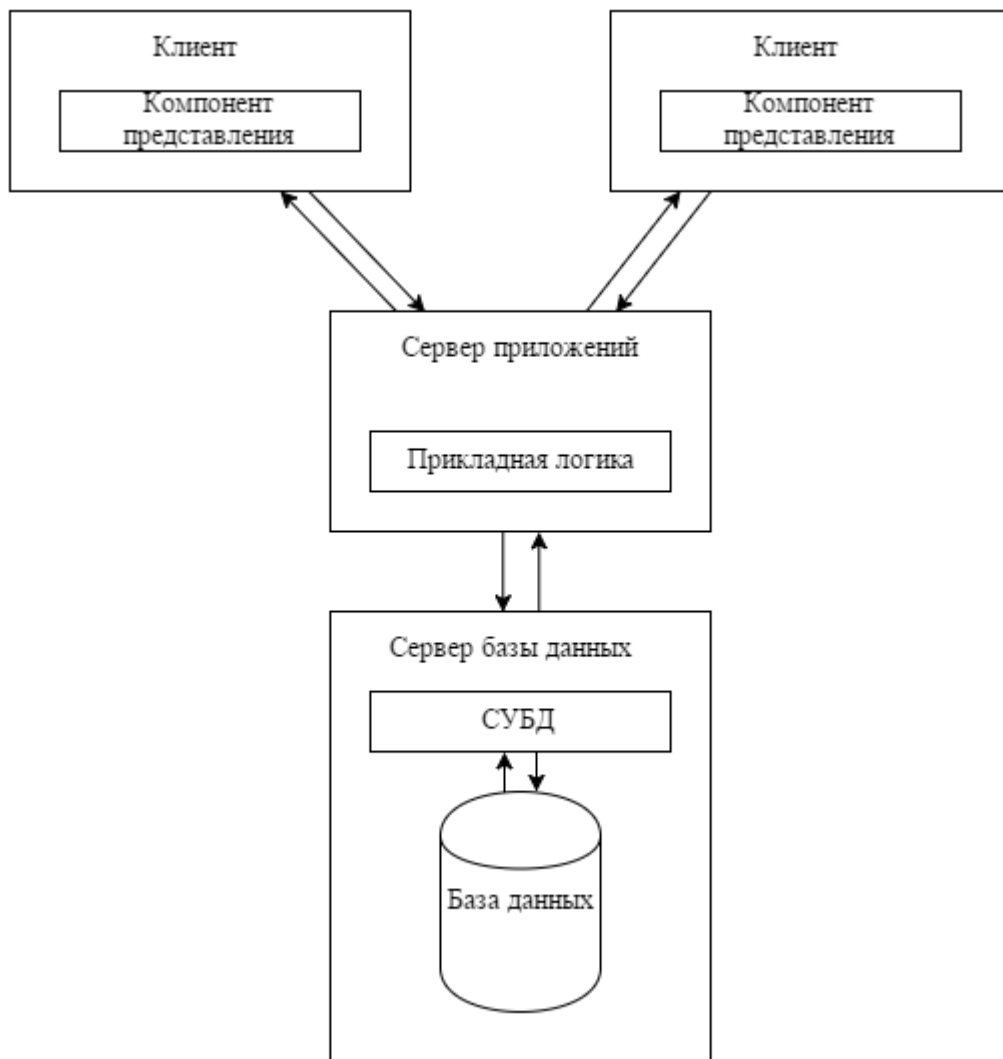 Клиент
Компонент
представления
Клиент
Компонент
представления
Сервер приложений
Прикладная логика
Сервер базы данных
СУБД
База данных